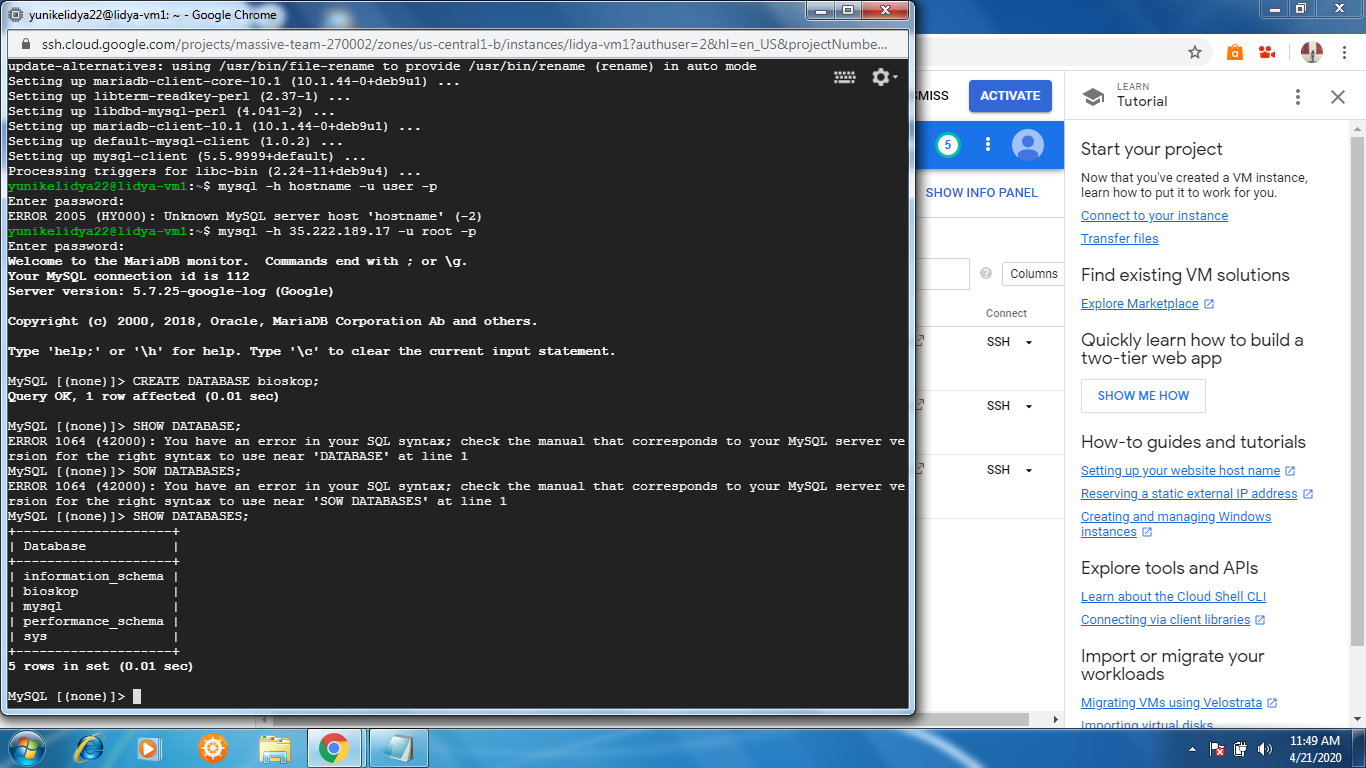 yunikelidya22@lidya-vm1: ~ - Google Chrome
ssh.cloud.google.com/projects/massive-team-270002/zones/us-central1-b/instances/lidya-vm1?authuser=2&hl=en_US&projectNumbe...
update-alternatives: using /usr/bin/file-rename to provide /usr/bin/rename (rename) in auto mode
Setting up mariadb-client-core-10.1 (10.1.44-0+deb9u1) ...
Setting up libterm-readkey-perl (2.37-1) ...
Setting up libdbd-mysql-perl (4.041-2) ...
Setting up mariadb-client-10.1 (10.1.44-0+deb9u1) ...
Setting up default-mysql-client (1.0.2) ...
Setting up mysql-client (5.5.9999+default) ...
Processing triggers for libc-bin (2.24-11+deb9u4) ...
yunikelidya22@lidya-vm1:~$ mysql -h hostname -u user -p
Enter password:
ERROR 2005 (HY000): Unknown MySQL server host 'hostname' (-2)
yunikelidya22@lidya-vm1:~$ mysql -h 35.222.189.17 -u root -p
Enter password:
Welcome to the MariaDB monitor.  Commands end with ; or \g.
Your MySQL connection id is 112
Server version: 5.7.25-google-log (Google)
Copyright (c) 2000, 2018, Oracle, MariaDB Corporation Ab and others.
Type 'help;' or '\h' for help. Type '\c' to clear the current input statement.
MySQL [(none)]> CREATE DATABASE bioskop;
Query OK, 1 row affected (0.01 sec)
MySQL [(none)]> SHOW DATABASE;
ERROR 1064 (42000): You have an error in your SQL syntax; check the manual that corresponds to your MySQL server ve
rsion for the right syntax to use near 'DATABASE' at line 1
MySQL [(none)]> SOW DATABASES;
ERROR 1064 (42000): You have an error in your SQL syntax; check the manual that corresponds to your MySQL server ve
rsion for the right syntax to use near 'SOW DATABASES' at line 1
MySQL [(none)]> SHOW DATABASES;
+--------------------+
| Database           |
+--------------------+
| information_schema |
| bioskop            |
| mysql              |
| performance_schema |
| sys                |
+--------------------+
5 rows in set (0.01 sec)
MySQL [(none)]>
MISS
ACTIVATE
5
SHOW INFO PANEL
Columns
Connect
SSH
SSH
SSH
LEARN
Tutorial
Start your project
Now that you've created a VM instance,
learn how to put it to work for you.
Connect to your instance
Transfer files
Find existing VM solutions
Explore Marketplace
Quickly learn how to build a
two-tier web app
SHOW ME HOW
How-to guides and tutorials
Setting up your website host name
Reserving a static external IP address
Creating and managing Windows
instances
Explore tools and APIs
Learn about the Cloud Shell CLI
Connecting via client libraries
Import or migrate your
workloads
Migrating VMs using Velostrata
Importing virtual disks
11:49 AM
4/21/2020